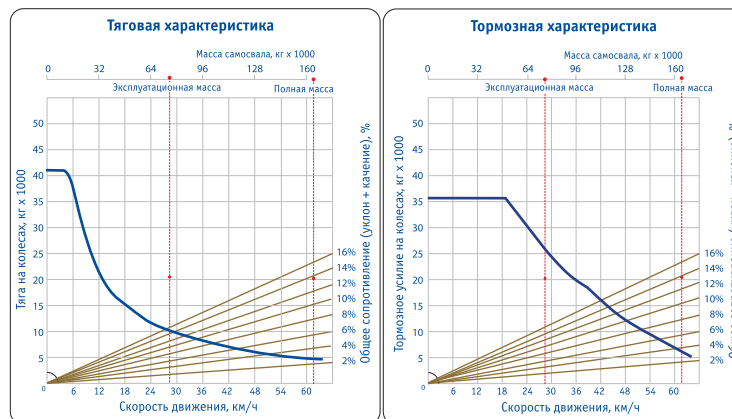 Тяговая характеристика
Масса самосвала, кг x 1000
0 32 64 96 128 160
Эксплуатационная масса
Полная масса
Тяга на колесах, кг x 1000
50
45
40
35
30
25
20
15
10
5
0
16%
14%
12%
10%
8%
6%
4%
2%
Общее сопротивление (уклон + качение), %
6 12 18 24 30 36 42 48 54 60
Скорость движения, км/ч
Тормозная характеристика
Масса самосвала, кг x 1000
0 32 64 96 128 160
Эксплуатационная масса
Полная масса
Тормозное усилие на колесах, кг x 1000
50
45
40
35
30
25
20
15
10
5
0
16%
14%
12%
10%
8%
6%
4%
2%
6 12 18 24 30 36 42 48 54 60
Скорость движения, км/ч